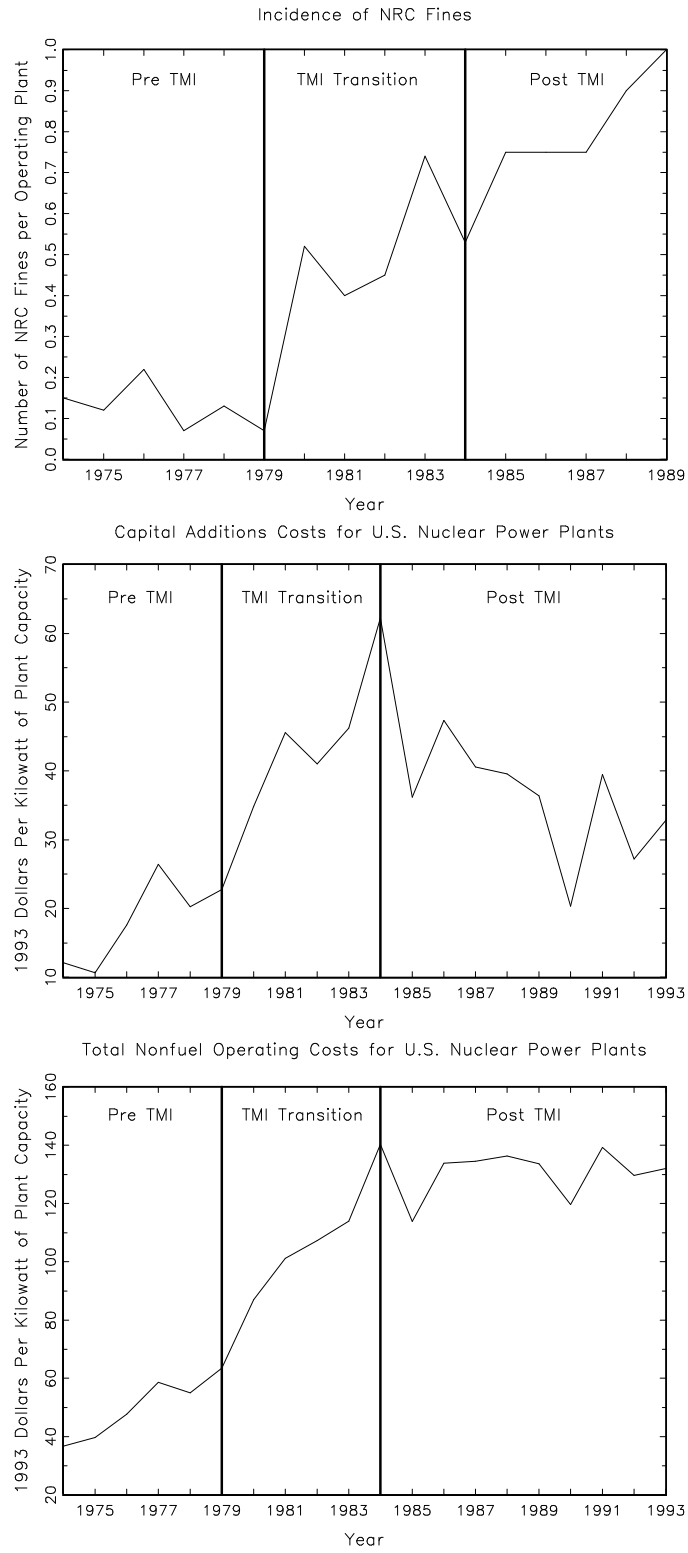 Incidence of NRC Fines
Number of NRC Fines per Operating Plant
1.0
0.9
0.8
0.7
0.6
0.5
0.4
0.3
0.2
0.1
0.0
Pre TMI TMI Transition Post TMI
1975 1977 1979 1981 1983 1985 1987 1989
Year
Capital Additions Costs for U.S. Nuclear Power Plants
1993 Dollars Per Kilowatt of Plant Capacity
70
60
50
40
30
20
10
Pre TMI TMI Transition Post TMI
1975 1977 1979 1981 1983 1985 1987 1989 1991 1993
Year
Total Nonfuel Operating Costs for U.S. Nuclear Power Plants
1993 Dollars Per Kilowatt of Plant Capacity
160
140
120
100
80
60
40
20
Pre TMI TMI Transition Post TMI
1975 1977 1979 1981 1983 1985 1987 1989 1991 1993
Year